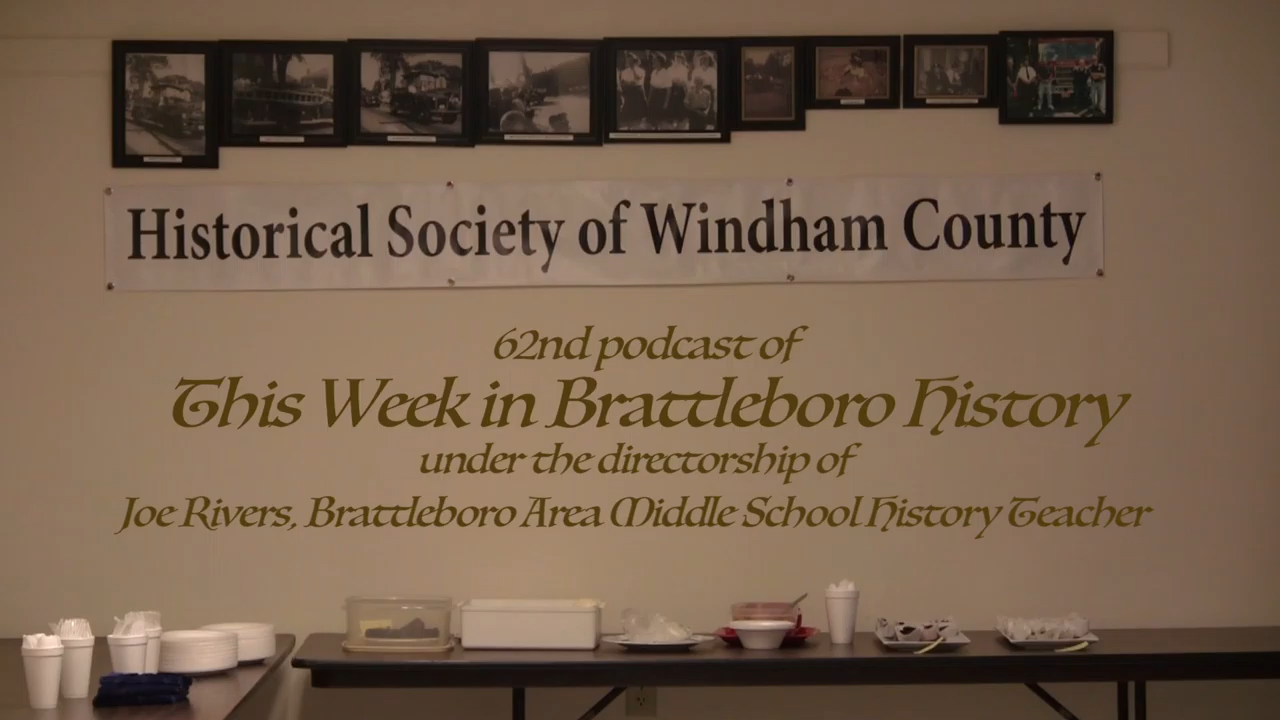 Historical Society of Windham County
62nd podcast of
This Week in Brattleboro History
under the directorship of
Joe Rivers, Brattleboro Area Middle School History Teacher